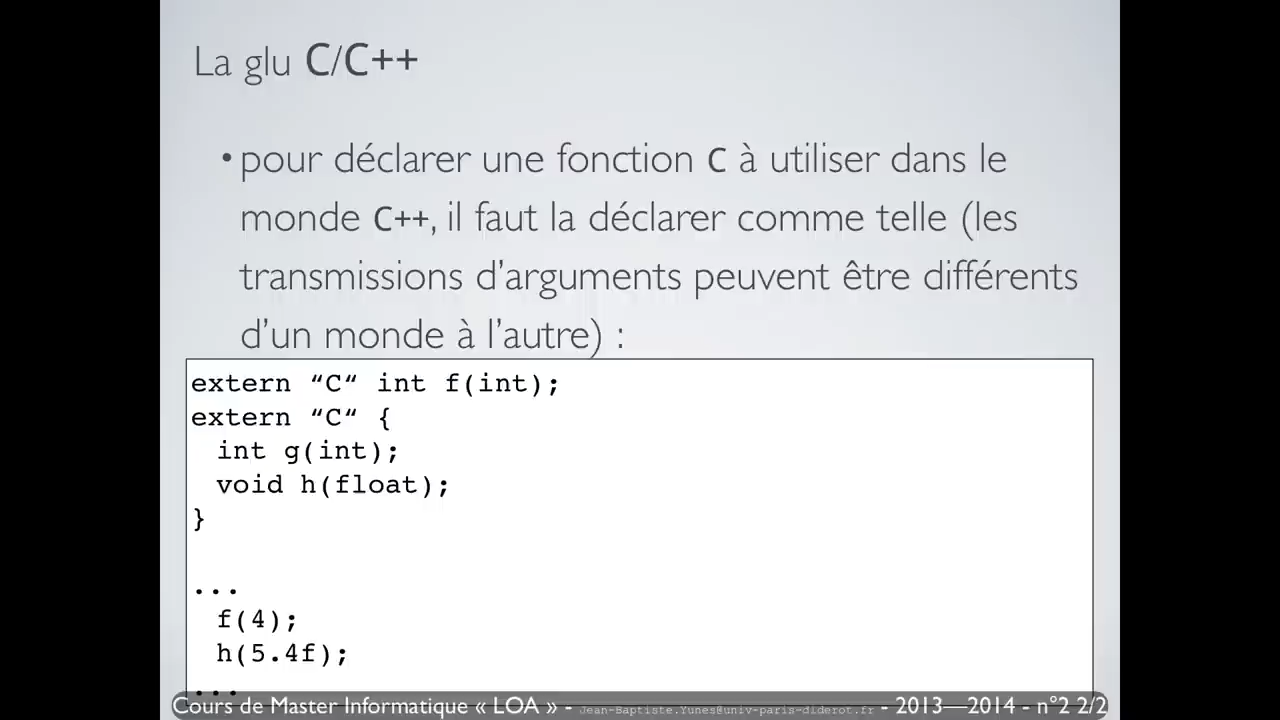 La glu C/C++
•pour déclarer une fonction C à utiliser dans le
monde C++, il faut la déclarer comme telle (les
transmissions d’arguments peuvent être différents
d’un monde à l’autre) :
extern “C“ int f(int);
extern “C“ {
int g(int);
void h(float);
}
...
f(4);
h(5.4f);
...
Cours de Master Informatique « LOA » - Jean-Baptiste.Yunes@univ-paris-diderot.fr - 2013—2014 - n°2 2/2